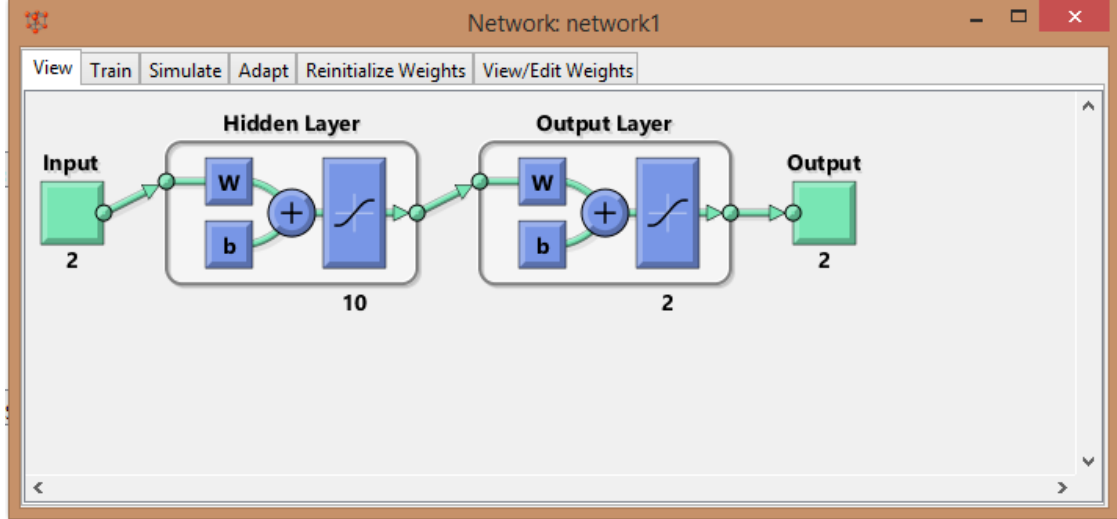 Network: network1
View Train Simulate Adapt Reinitialize Weights View/Edit Weights
Hidden Layer Output Layer
Input Output
W W
b b
2 2
10 2